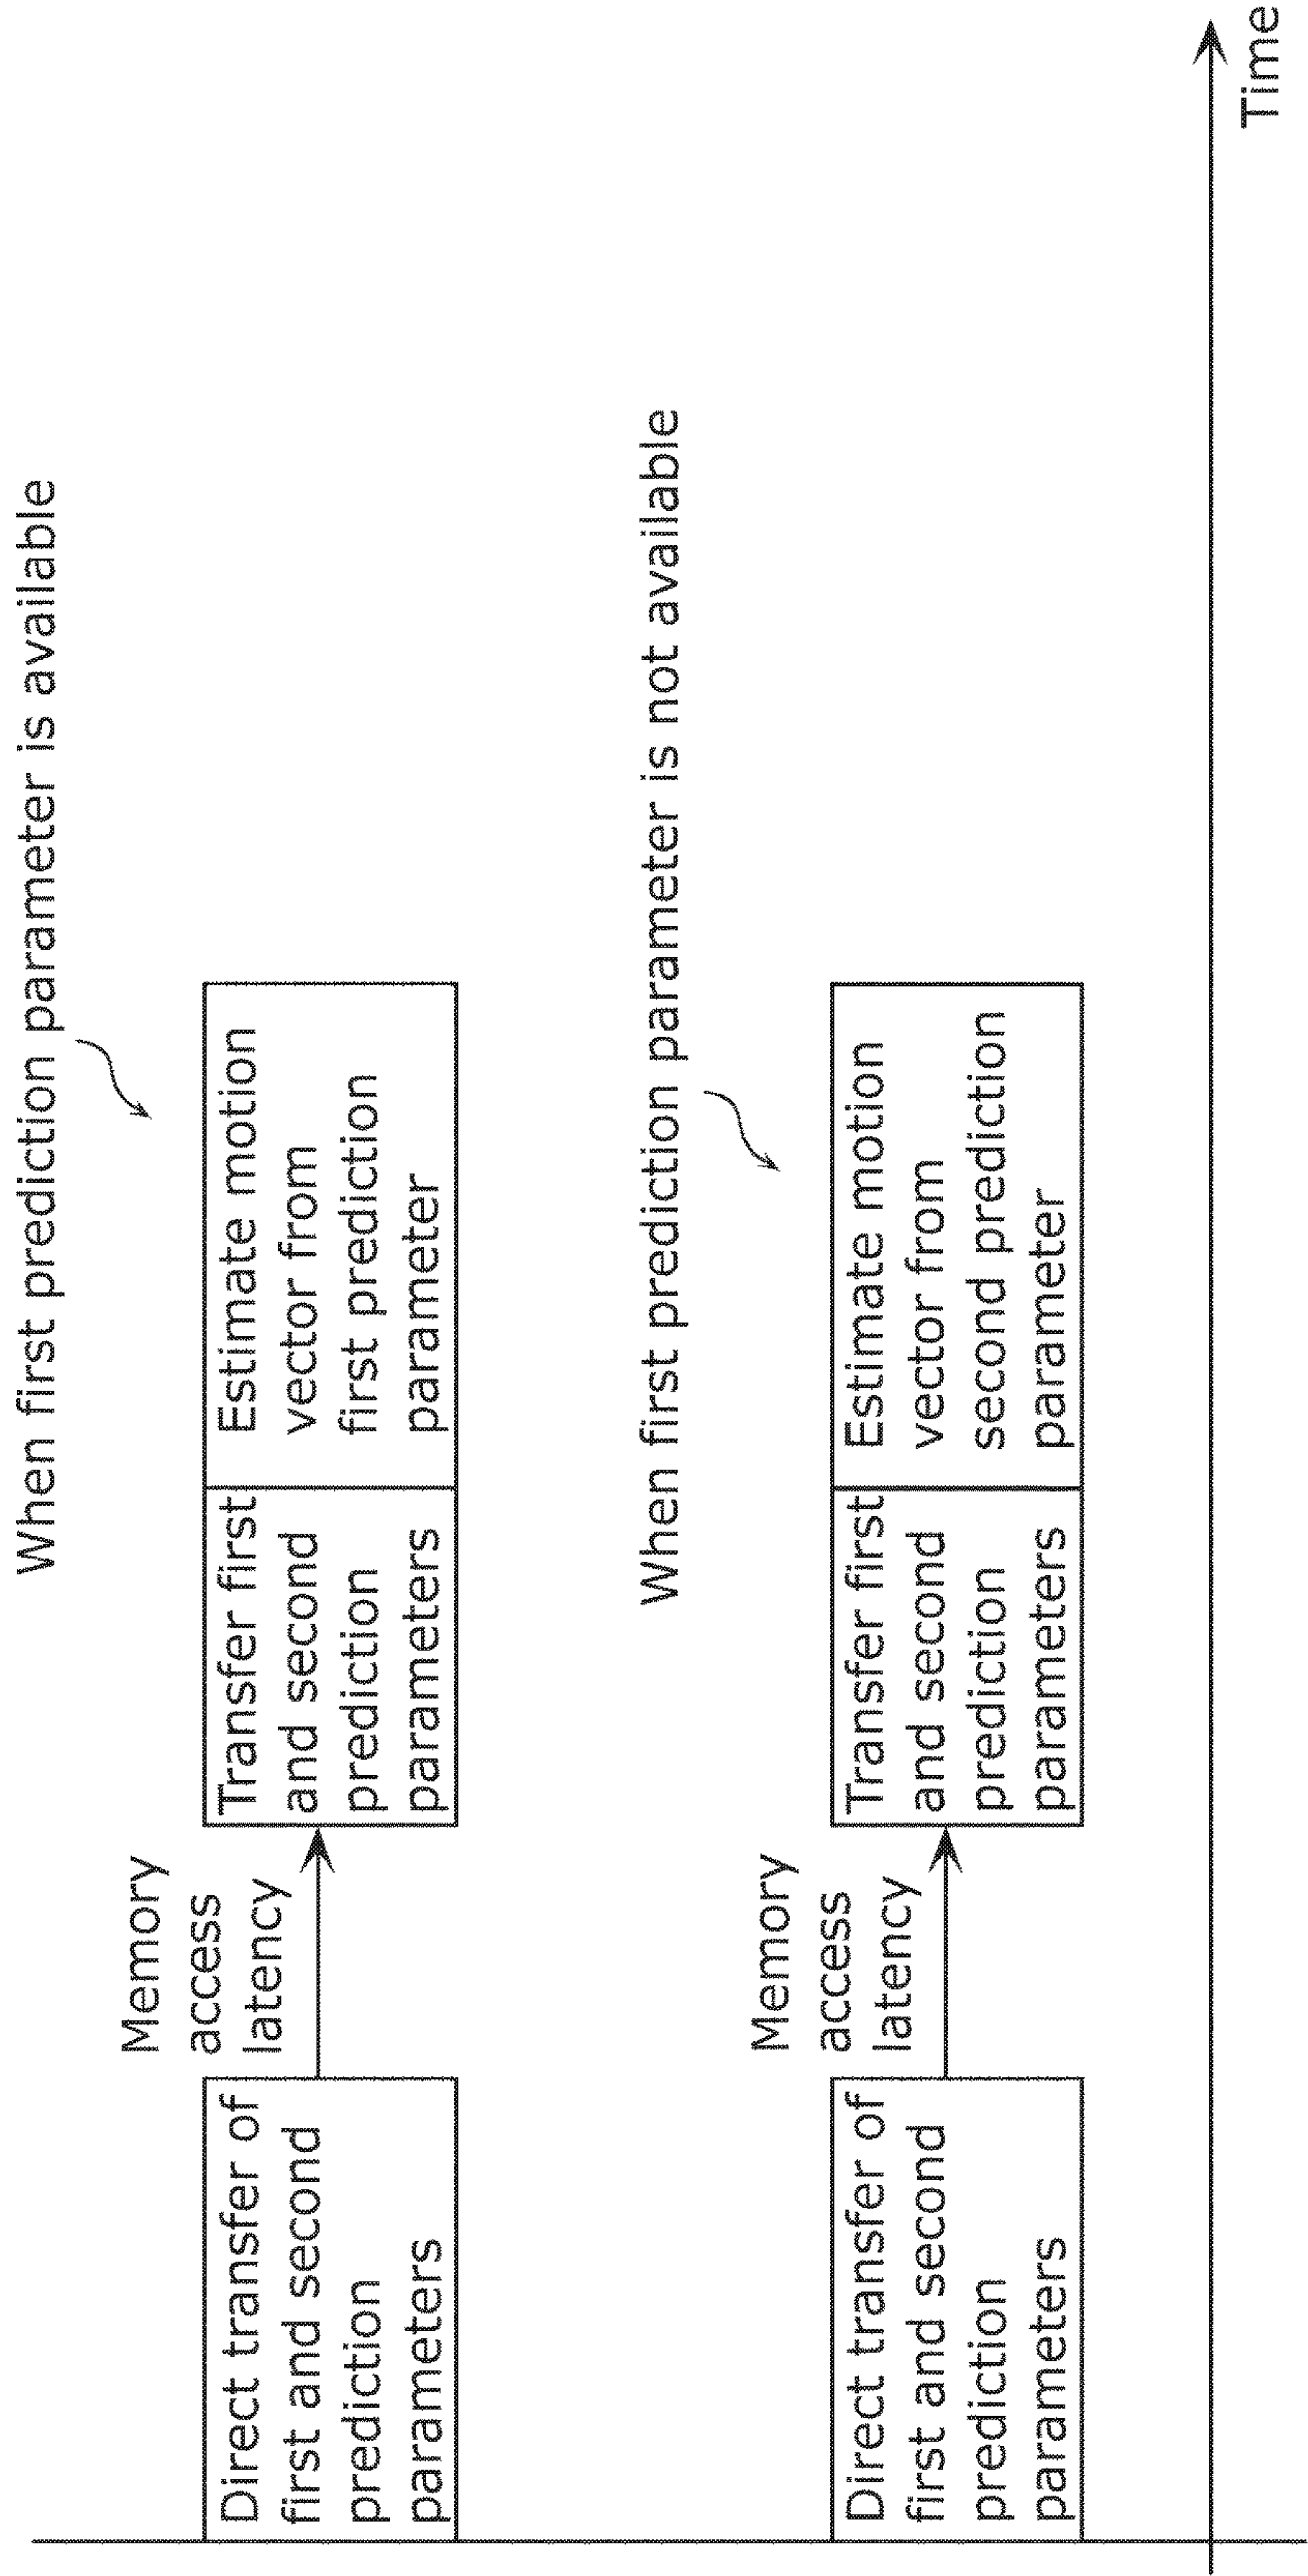 When first prediction parameter is available
Memory
access
latency
Direct transfer of
first and second
prediction
parameters
Transfer first
and second
prediction
parameters
Estimate motion
vector from
first prediction
parameter
When first prediction parameter is not available
Memory
access
latency
Direct transfer of
first and second
prediction
parameters
Transfer first
and second
prediction
parameters
Estimate motion
vector from
second prediction
parameter
Time